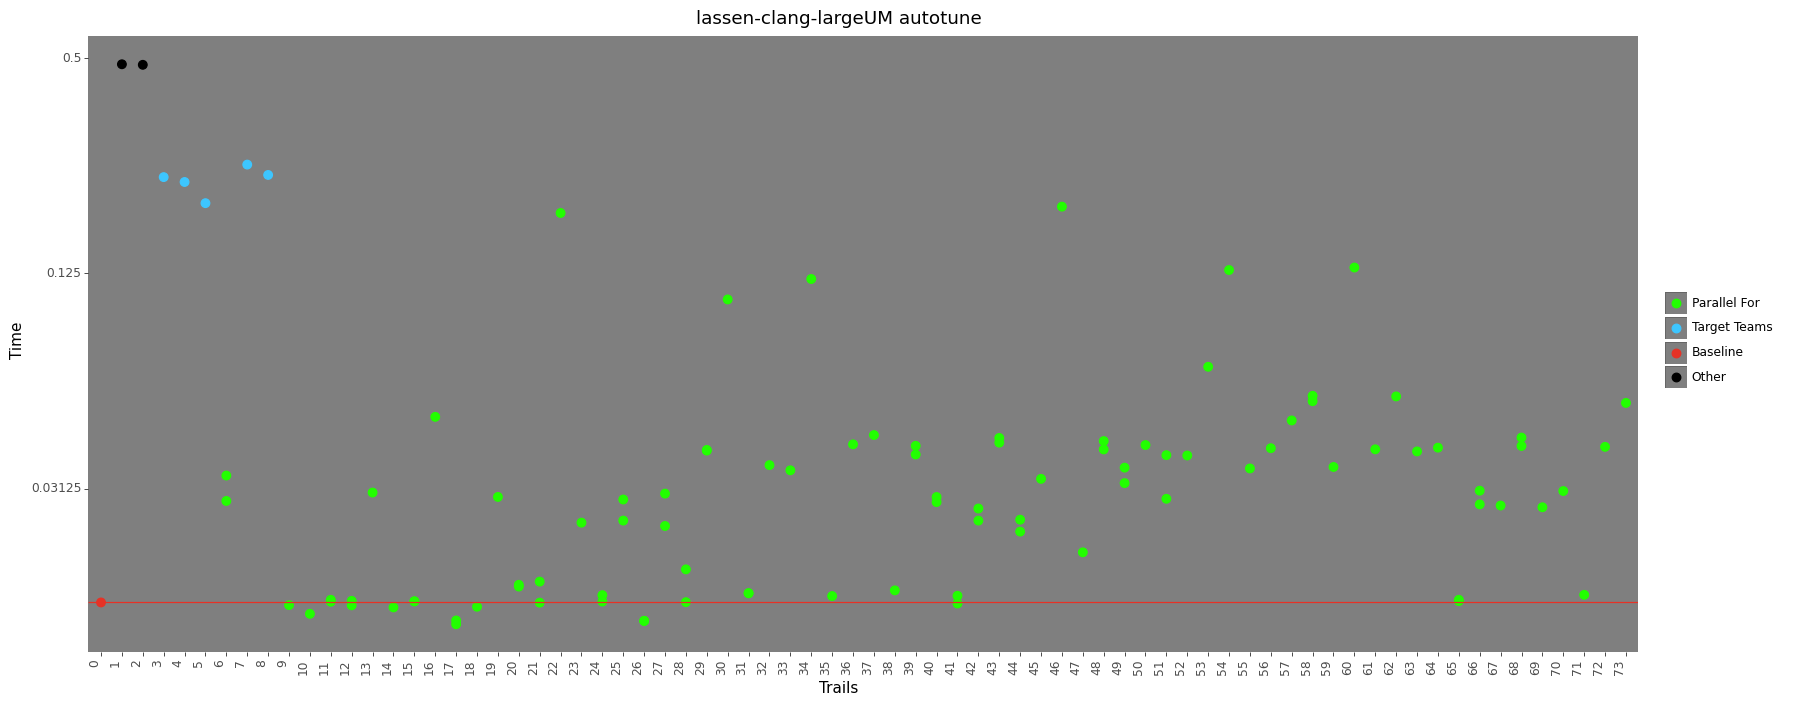 lassen-clang-largeUM autotune
0.5
0.125
0.03125
Time
0 1 2 3 4 5 6 7 8 9 10 11 12 13 14 15 16 17 18 19 20 21 22 23 24 25 26 27 28 29 30 31 32 33 34 35 36 37 38 39 40 41 42 43 44 45 46 47 48 49 50 51 52 53 54 55 56 57 58 59 60 61 62 63 64 65 66 67 68 69 70 71 72 73
Trails
Parallel For
Target Teams
Baseline
Other